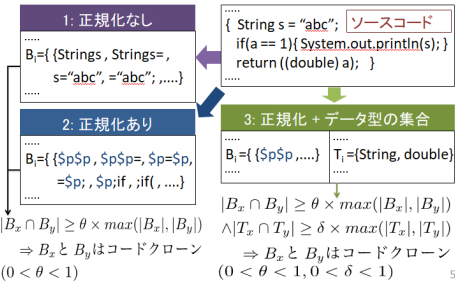 1: 正規化なし
.....
Bi={ {Strings , Strings= ,
s=“abc”, =“abc”; ,....}
.....
{ String s = “abc”; ソースコード
if(a == 1){ System.out.println(s); }
return ((double) a); }
.....
2: 正規化あり
.....
Bi={ {$p$p , $p$p=, $p=$p,
=$p; , $p;if , ;if( , ....}
3: 正規化 + データ型の集合
.....
Bi={ {$p$p ,....}
.....
Ti={String, double}
.....
|Bx ∩ By| ≥ θ × max(|Bx|, |By|)
⇒ Bx と By はコードクローン
(0 < θ < 1)
|Bx ∩ By| ≥ θ × max(|Bx|, |By|)
∧|Tx ∩ Ty| ≥ δ × max(|Tx|, |Ty|)
⇒ Bx と By はコードクローン
(0 < θ < 1, 0 < δ < 1)
5